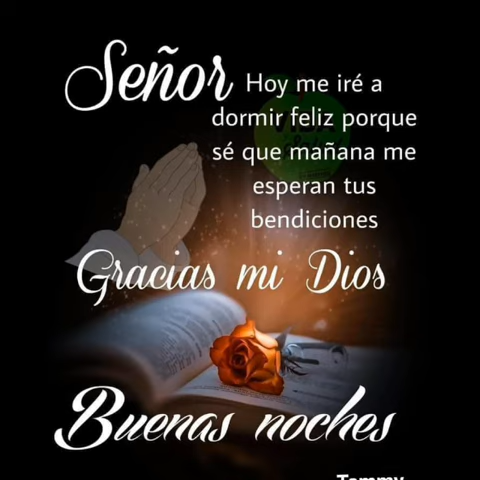 Señor
Hoy me iré a
dormir feliz porque
sé que mañana me
esperan tus
bendiciones
Gracias mi Dios
Buenas noches